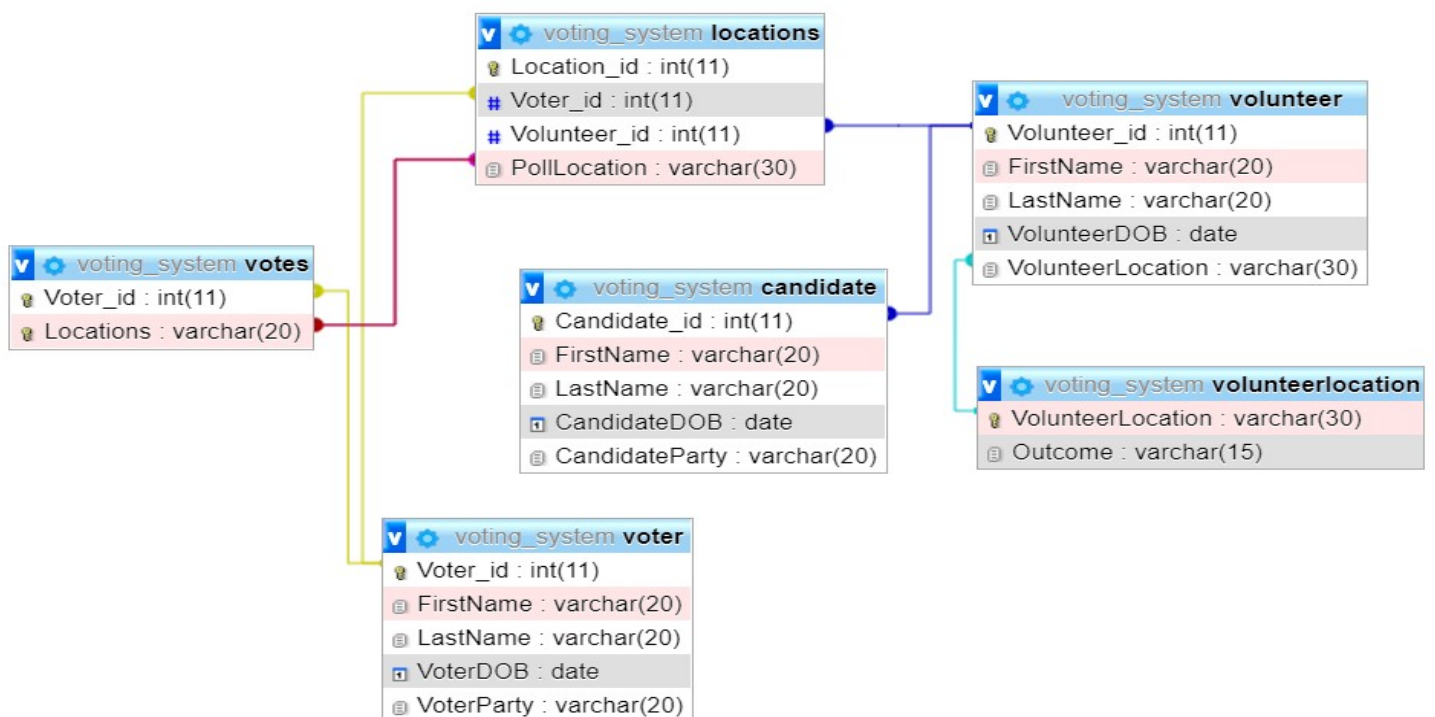 voting_system locations
Location_id : int(11)
Voter_id : int(11)
Volunteer_id : int(11)
PollLocation : varchar(30)
voting_system volunteer
Volunteer_id : int(11)
FirstName : varchar(20)
LastName : varchar(20)
VolunteerDOB : date
VolunteerLocation : varchar(30)
voting_system votes
Voter_id : int(11)
Locations : varchar(20)
voting_system candidate
Candidate_id : int(11)
FirstName : varchar(20)
LastName : varchar(20)
CandidateDOB : date
CandidateParty : varchar(20)
voting_system volunteerlocation
VolunteerLocation : varchar(30)
Outcome : varchar(15)
voting_system voter
Voter_id : int(11)
FirstName : varchar(20)
LastName : varchar(20)
VoterDOB : date
VoterParty : varchar(20)